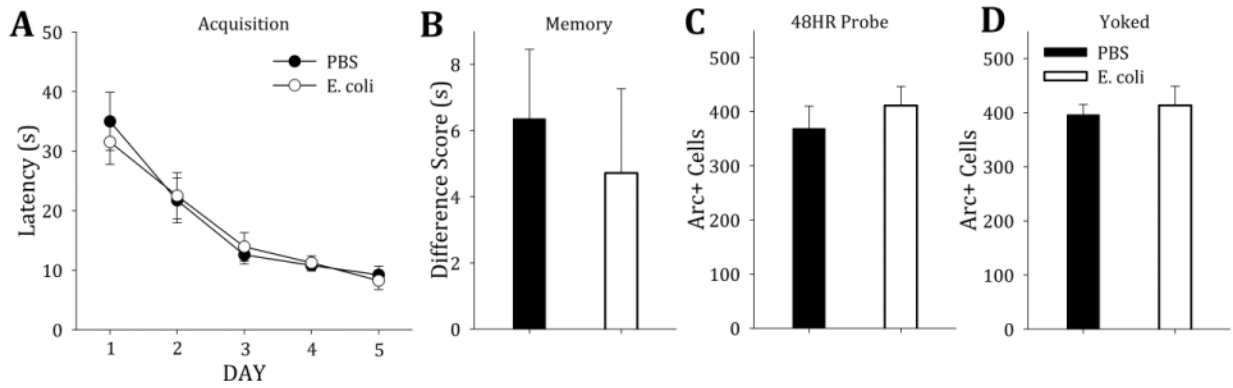 A
Acquisition
50
40
30
20
10
0
Latency (s)
PBS
E. coli
1 2 3 4 5
DAY
B
Memory
8
6
4
2
0
Difference Score (s)
C
48HR Probe
500
400
300
200
100
0
Arc+ Cells
D
Yoked
500
400
300
200
100
0
Arc+ Cells
PBS
E. coli